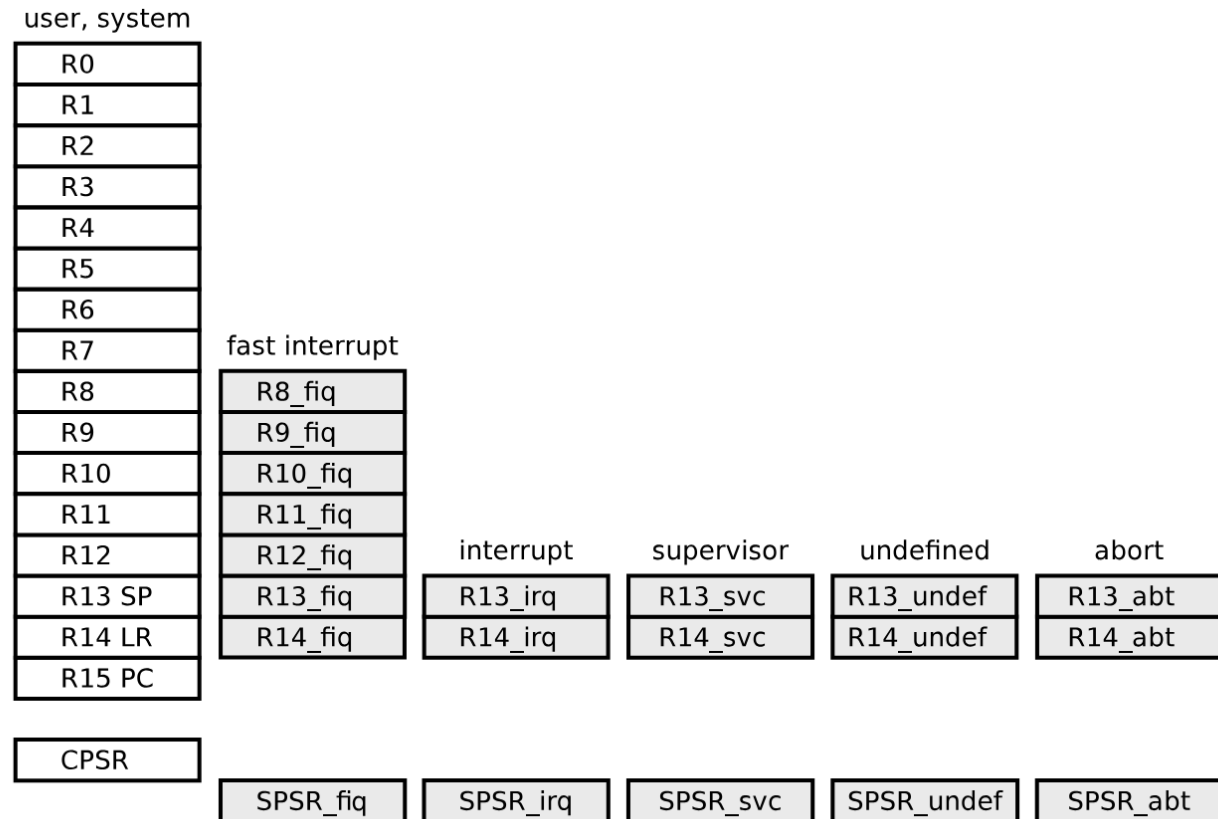 user, system
R0
R1
R2
R3
R4
R5
R6
R7 fast interrupt
R8 R8_fiq
R9 R9_fiq
R10 R10_fiq
R11 R11_fiq
R12 R12_fiq interrupt supervisor undefined abort
R13 SP R13_fiq R13_irq R13_svc R13_undef R13_abt
R14 LR R14_fiq R14_irq R14_svc R14_undef R14_abt
R15 PC
CPSR
SPSR_fiq SPSR_irq SPSR_svc SPSR_undef SPSR_abt